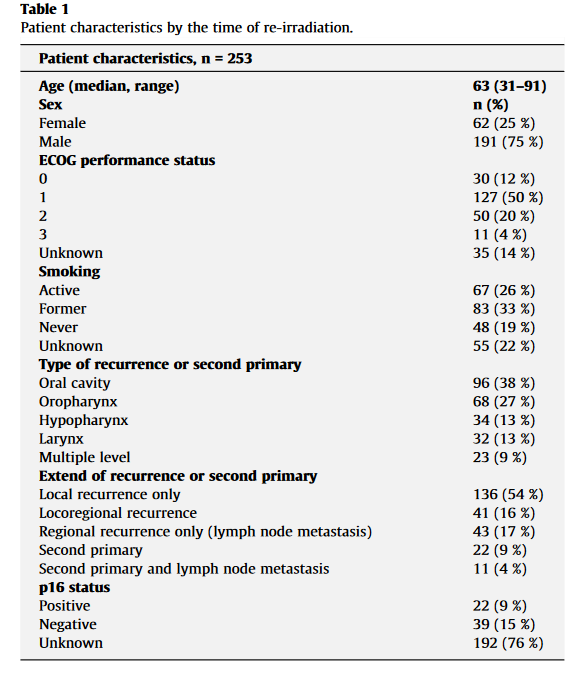 Table 1
Patient characteristics by the time of re-irradiation.
Patient characteristics, n = 253
Age (median, range) 63 (31–91)
Sex n (%)
Female 62 (25 %)
Male 191 (75 %)
ECOG performance status
0 30 (12 %)
1 127 (50 %)
2 50 (20 %)
3 11 (4 %)
Unknown 35 (14 %)
Smoking
Active 67 (26 %)
Former 83 (33 %)
Never 48 (19 %)
Unknown 55 (22 %)
Type of recurrence or second primary
Oral cavity 96 (38 %)
Oropharynx 68 (27 %)
Hypopharynx 34 (13 %)
Larynx 32 (13 %)
Multiple level 23 (9 %)
Extend of recurrence or second primary
Local recurrence only 136 (54 %)
Locoregional recurrence 41 (16 %)
Regional recurrence only (lymph node metastasis) 43 (17 %)
Second primary 22 (9 %)
Second primary and lymph node metastasis 11 (4 %)
p16 status
Positive 22 (9 %)
Negative 39 (15 %)
Unknown 192 (76 %)